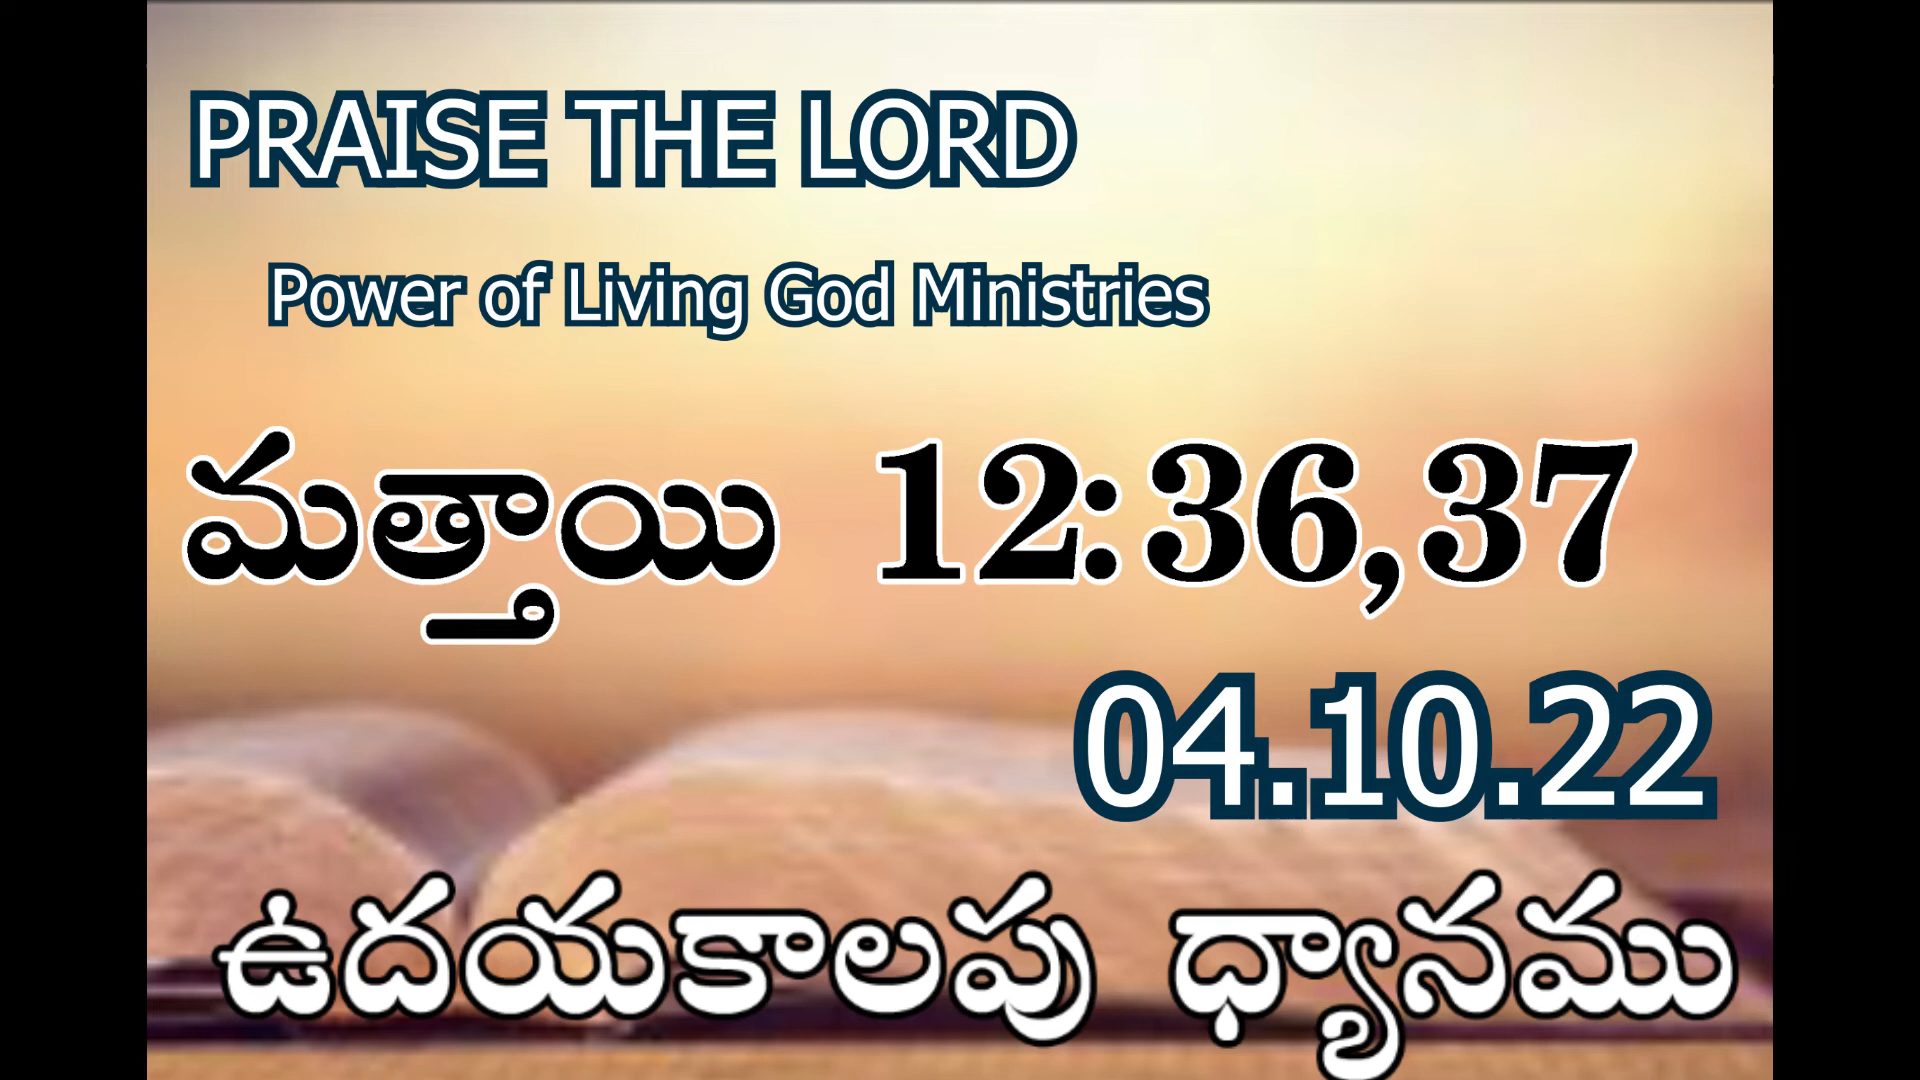 PRAISE THE LORD
Power of Living God Ministries
మత్తాయి 12:36,37
04.10.22
ఉదయకాలపు ధ్యానము